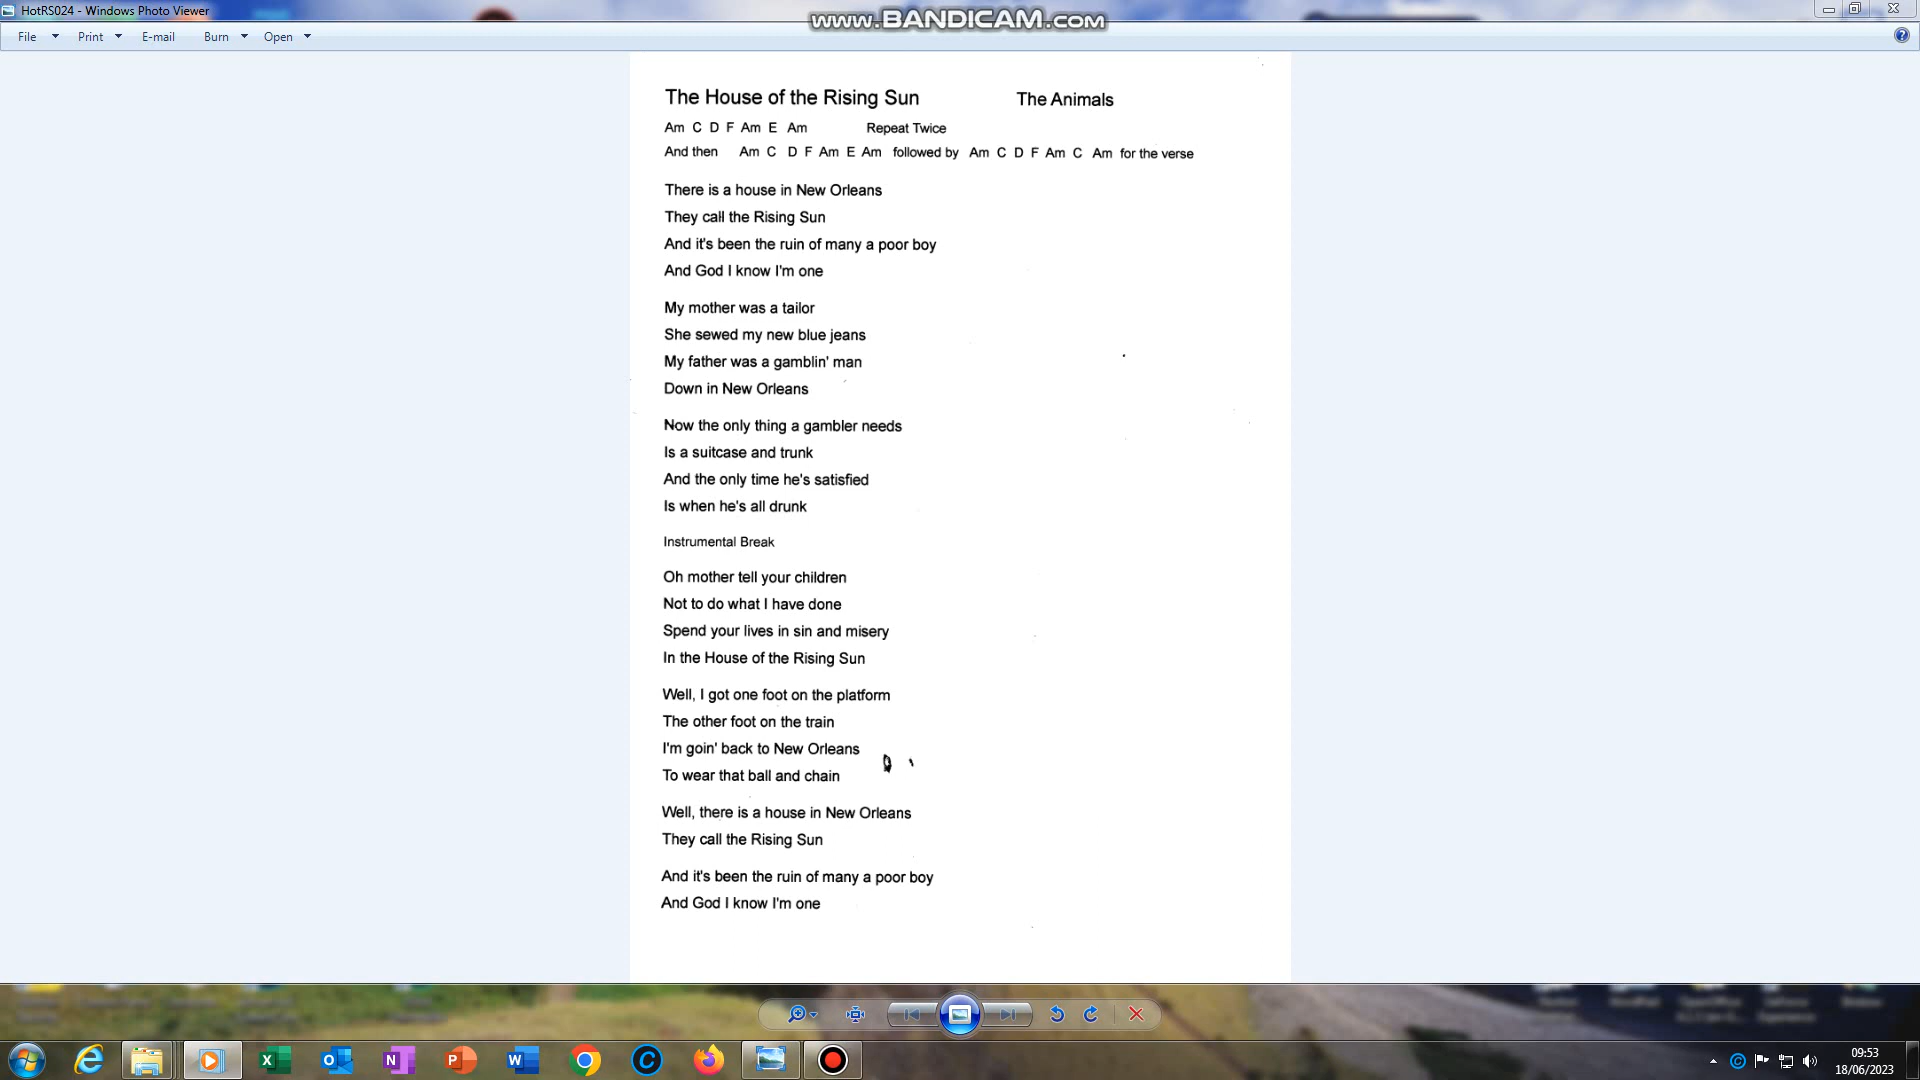 HotRS024 - Windows Photo Viewer
www.BANDICAM.com
File Print E-mail Burn Open
The House of the Rising Sun The Animals
Am C D F Am E Am Repeat Twice
And then Am C D F Am E Am followed by Am C D F Am C Am for the verse
There is a house in New Orleans
They call the Rising Sun
And it's been the ruin of many a poor boy
And God I know I'm one
My mother was a tailor
She sewed my new blue jeans
My father was a gamblin' man
Down in New Orleans
Now the only thing a gambler needs
Is a suitcase and trunk
And the only time he's satisfied
Is when he's all drunk
Instrumental Break
Oh mother tell your children
Not to do what I have done
Spend your lives in sin and misery
In the House of the Rising Sun
Well, I got one foot on the platform
The other foot on the train
I'm goin' back to New Orleans
To wear that ball and chain
Well, there is a house in New Orleans
They call the Rising Sun
And it's been the ruin of many a poor boy
And God I know I'm one
09:53
18/06/2023